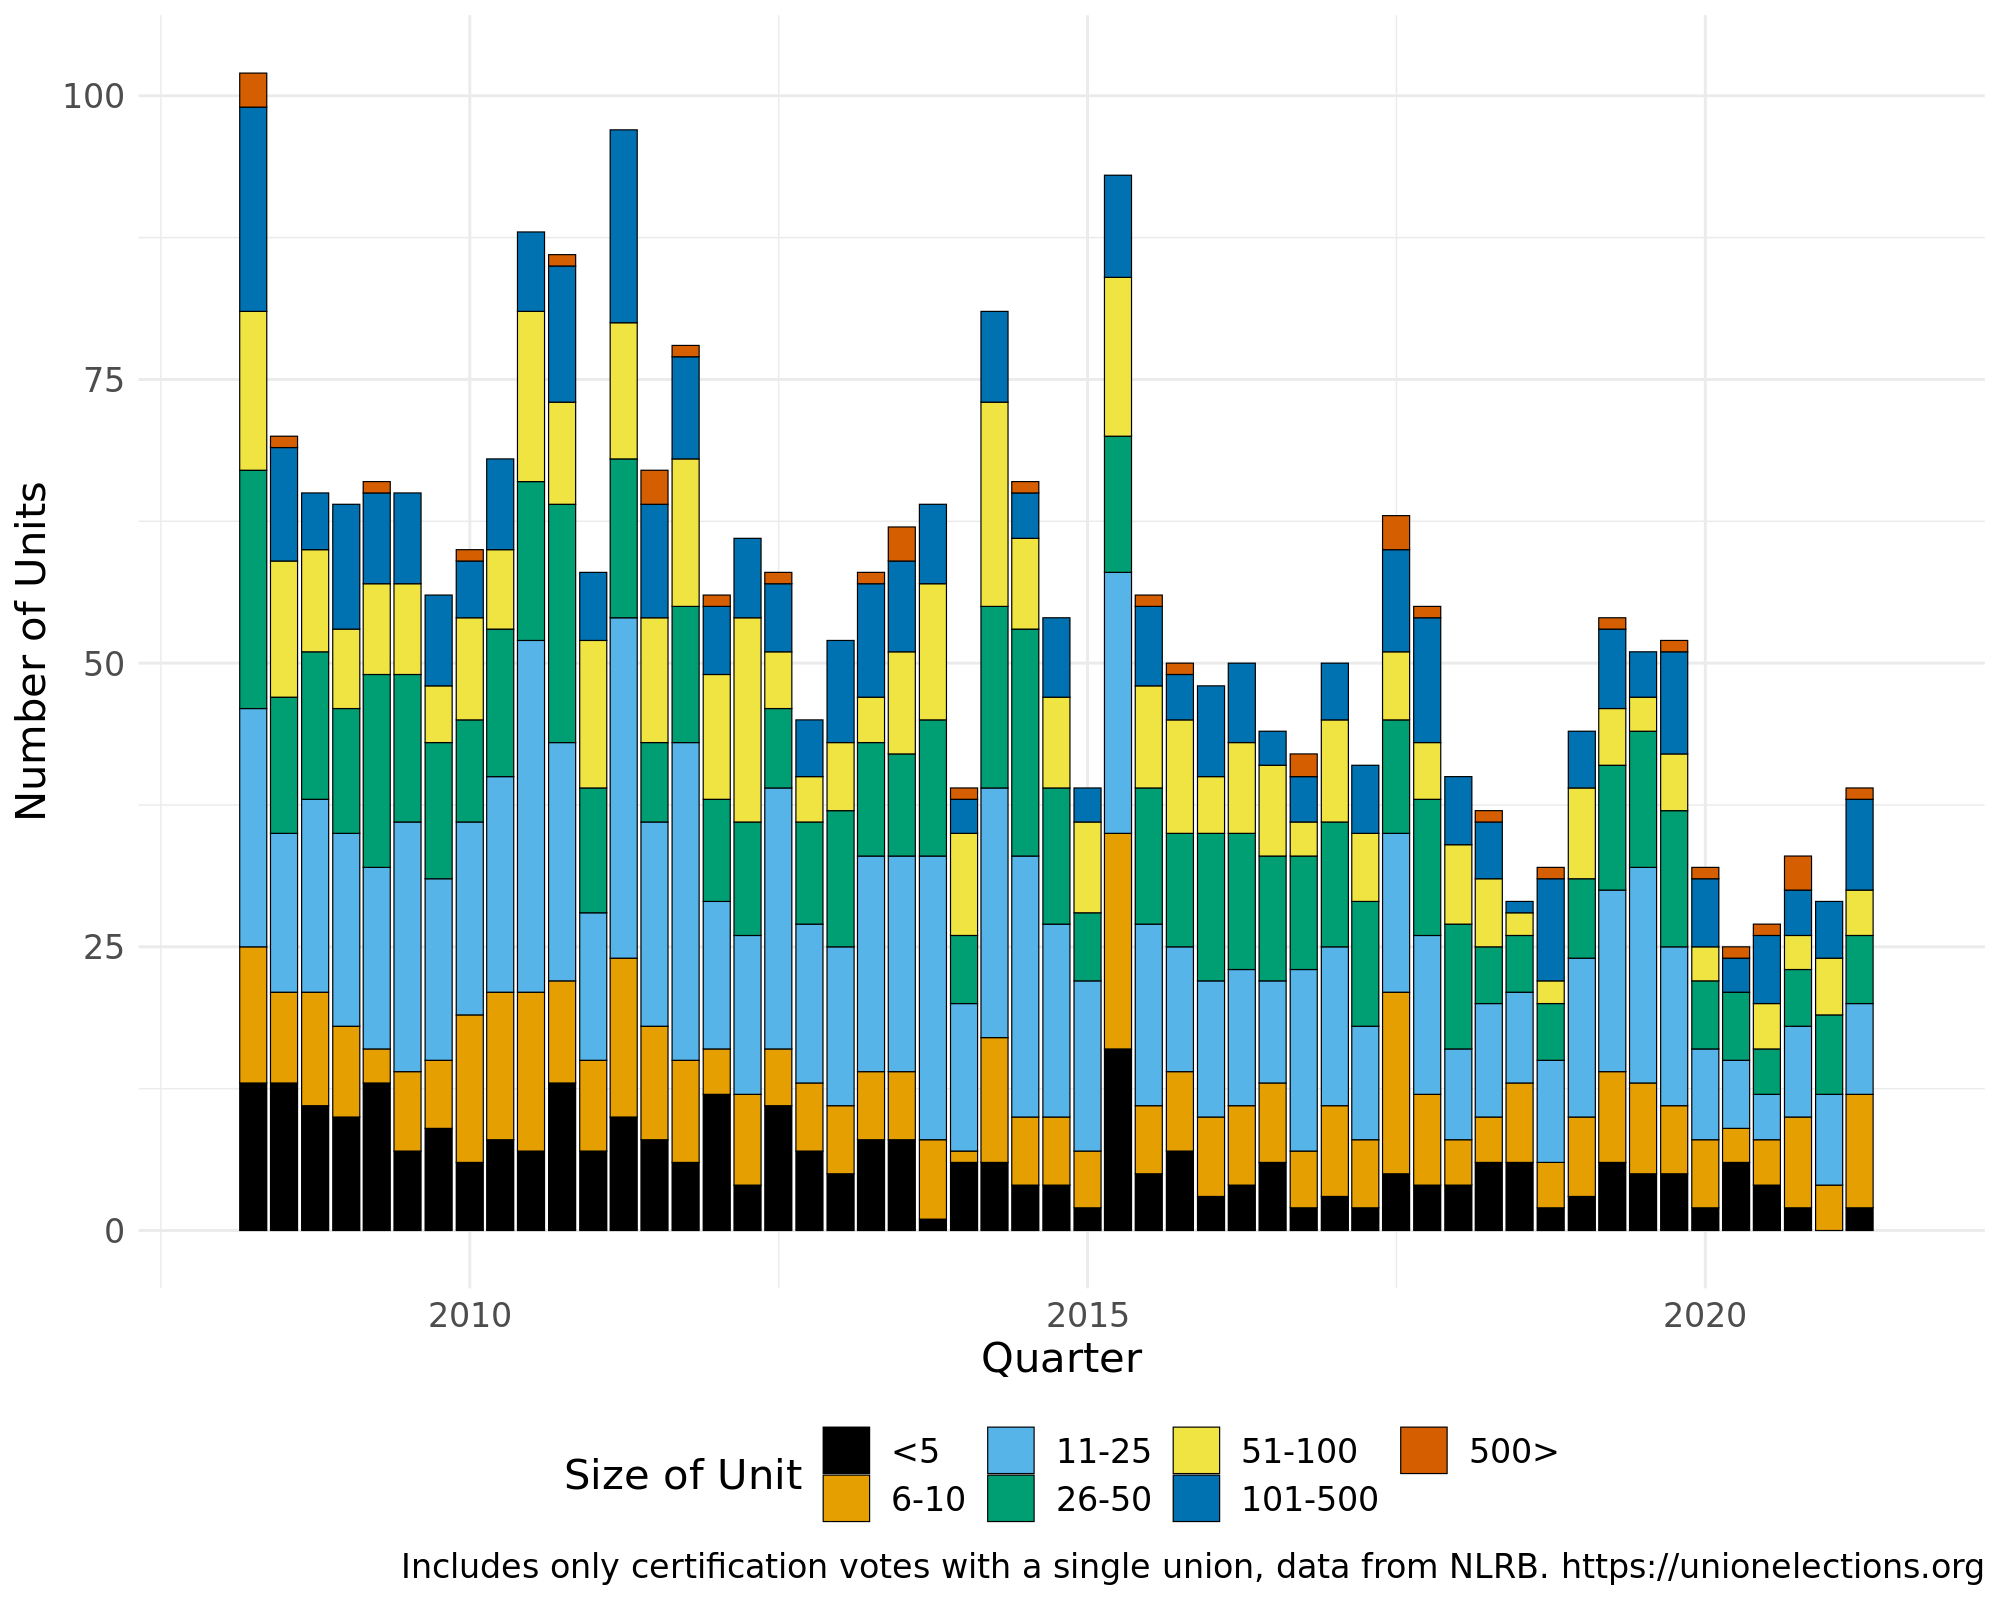 100
75
50
25
0
Number of Units
2010 2015 2020
Quarter
Size of Unit
<5 11-25 51-100 500>
6-10 26-50 101-500
Includes only certification votes with a single union, data from NLRB. https://unionelections.org